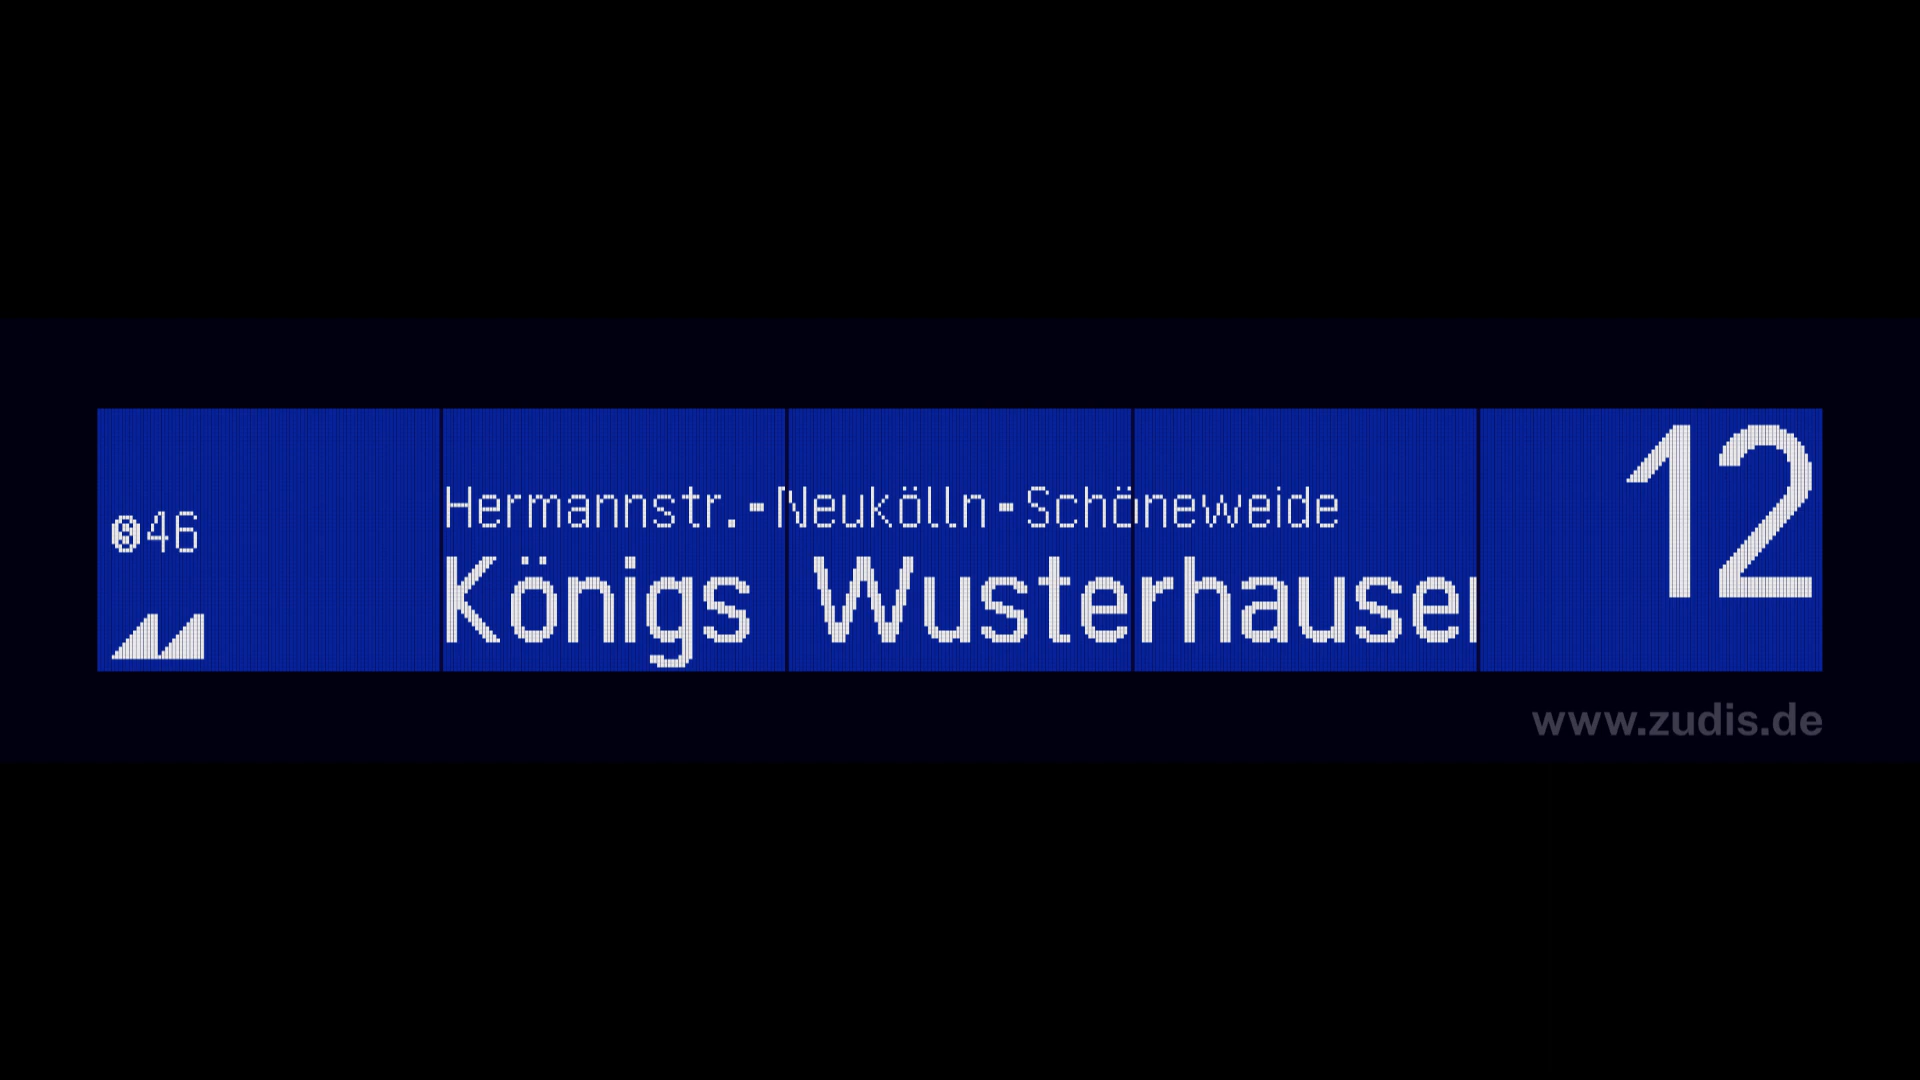 12
Hermannstr. - Neukölln - Schöneweide
S46
Königs Wusterhausen
www.zudis.de